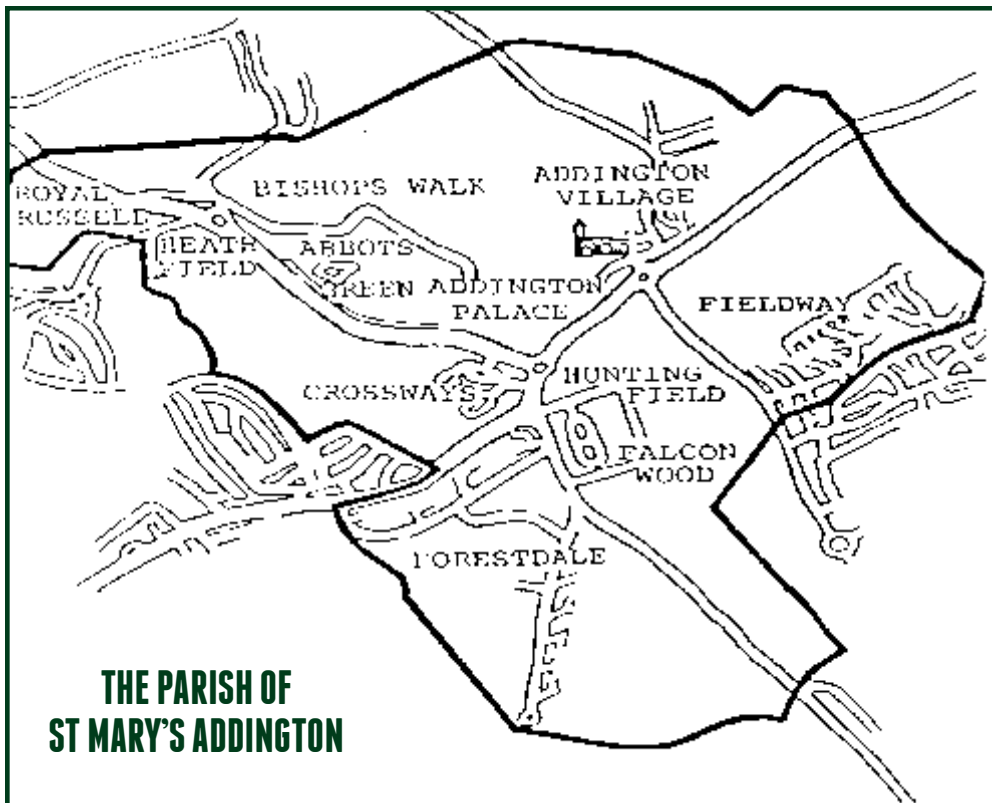 ADDINGTON
VILLAGE
BISHOPS WALK
ROYAL
RUSSELL
HEATH
FIELD
ABBOTS
GREEN
ADDINGTON
PALACE
FIELDWAY
CROSSWAYS
HUNTING
FIELD
FALCON
WOOD
FORESTDALE
THE PARISH OF
ST MARY'S ADDINGTON